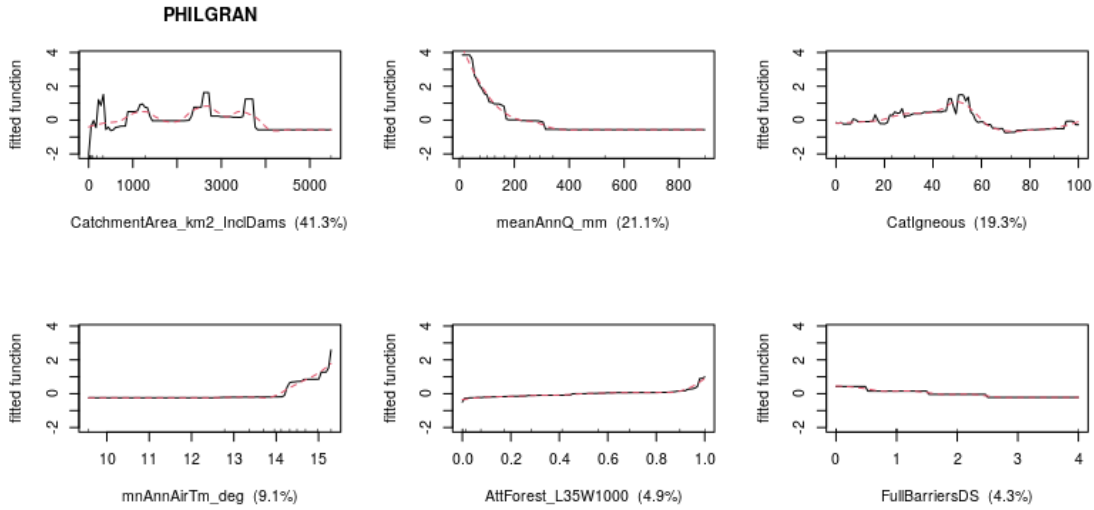 PHILGRAN
fitted function
4
2
0
-2
0 1000 3000 5000
CatchmentArea_km2_InclDams (41.3%)
fitted function
4
2
0
-2
0 200 400 600 800
meanAnnQ_mm (21.1%)
fitted function
4
2
0
-2
0 20 40 60 80 100
CatIgneous (19.3%)
fitted function
4
2
0
-2
10 11 12 13 14 15
mnAnnAirTm_deg (9.1%)
fitted function
4
2
0
-2
0.0 0.2 0.4 0.6 0.8 1.0
AttForest_L35W1000 (4.9%)
fitted function
4
2
0
-2
0 1 2 3 4
FullBarriersDS (4.3%)